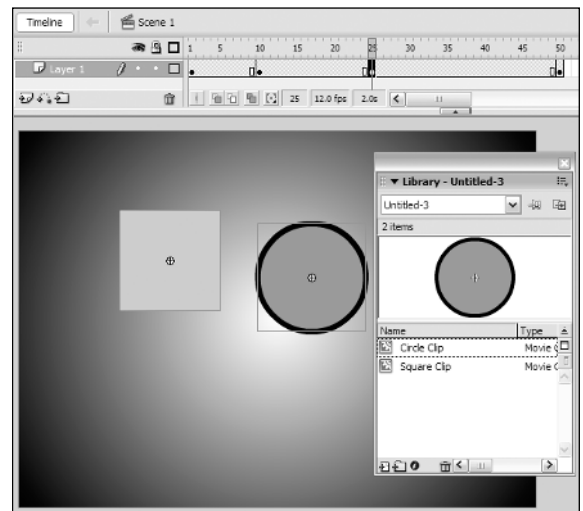 Timeline Scene 1
1 5 10 15 20 25 30 35 40 45 50
Layer 1
25 12.0 fps 2.0s
Library - Untitled-3
Untitled-3
2 items
Name Type
Circle Clip Movie C
Square Clip Movie C